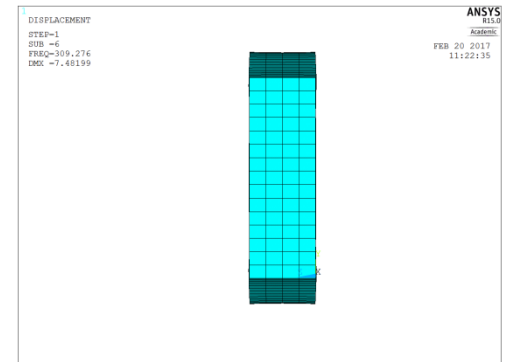 1
DISPLACEMENT
STEP=1
SUB =6
FREQ=309.276
DMX =7.48199
ANSYS
R15.0
Academic
FEB 20 2017
11:22:35
X